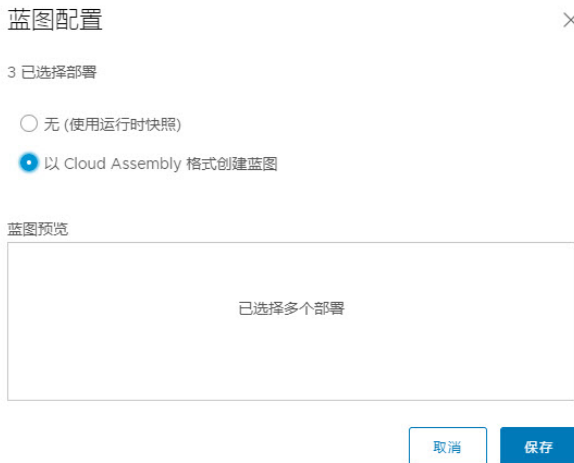 蓝图配置
3 已选择部署
无 (使用运行时快照)
以 Cloud Assembly 格式创建蓝图
蓝图预览
已选择多个部署
取消 保存